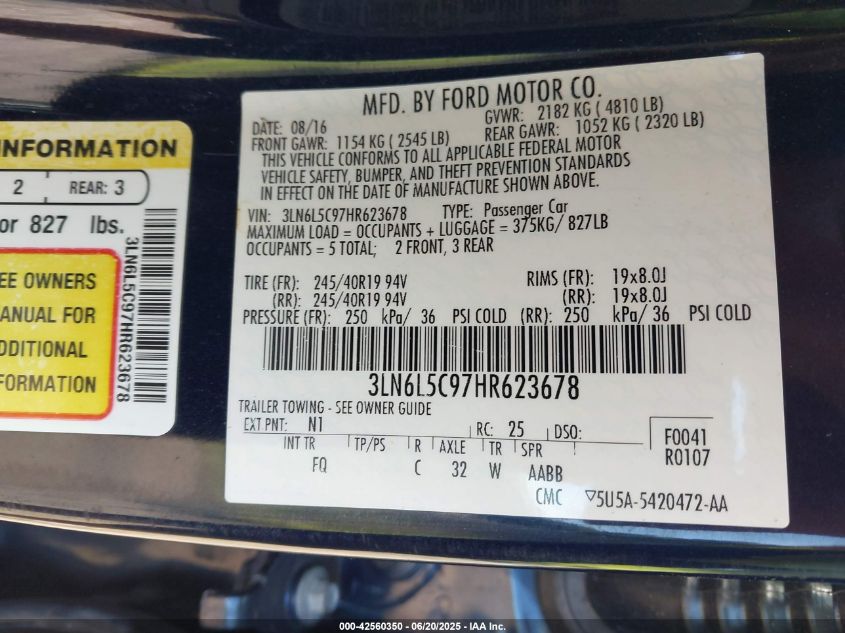 INFORMATION
2 REAR: 3
or 827 lbs.
EE OWNERS
ANUAL FOR
DDITIONAL
FORMATION
3LN6L5C97HR623678
MFD. BY FORD MOTOR CO.
DATE: 08/16 GVWR: 2182 KG ( 4810 LB)
FRONT GAWR: 1154 KG ( 2545 LB) REAR GAWR: 1052 KG ( 2320 LB)
THIS VEHICLE CONFORMS TO ALL APPLICABLE FEDERAL MOTOR
VEHICLE SAFETY, BUMPER, AND THEFT PREVENTION STANDARDS
IN EFFECT ON THE DATE OF MANUFACTURE SHOWN ABOVE.
VIN: 3LN6L5C97HR623678 TYPE: Passenger Car
MAXIMUM LOAD = OCCUPANTS + LUGGAGE = 375KG/ 827LB
OCCUPANTS = 5 TOTAL; 2 FRONT, 3 REAR
TIRE (FR): 245/40R19 94V RIMS (FR): 19x8.0J
(RR): 245/40R19 94V (RR): 19x8.0J
PRESSURE (FR): 250 kPa/ 36 PSI COLD (RR): 250 kPa/ 36 PSI COLD
3LN6L5C97HR623678
TRAILER TOWING - SEE OWNER GUIDE
EXT PNT: N1 RC: 25 DSO: F0041
INT TR TP/PS R AXLE TR SPR R0107
FQ C 32 W AABB
CMC 5U5A-5420472-AA
000-42560350 | 06/20/2025 - IAA Inc.